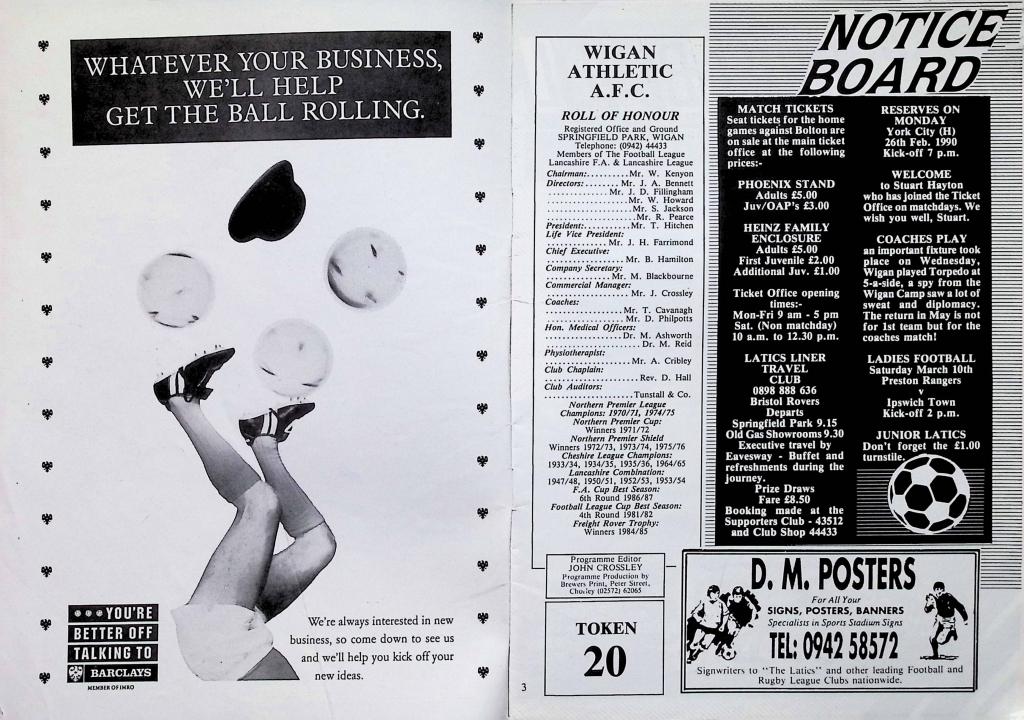 WHATEVER YOUR BUSINESS,
WE'LL HELP
GET THE BALL ROLLING.
YOU'RE
BETTER OFF
TALKING TO
BARCLAYS
MEMBER OF IMRO
We're always interested in new
business, so come down to see us
and we'll help you kick off your
new ideas.
WIGAN
ATHLETIC
A.F.C.
ROLL OF HONOUR
Registered Office and Ground
SPRINGFIELD PARK, WIGAN
Telephone: (0942) 44433
Members of The Football League
Lancashire F.A. & Lancashire League
Chairman:..........Mr. W. Kenyon
Directors:........Mr. J. A. Bennett
...............Mr. J. D. Fillingham
....................Mr. W. Howard
.....................Mr. S. Jackson
......................Mr. R. Pearce
President:..........Mr. T. Hitchen
Life Vice President:
...............Mr. J. H. Farrimond
Chief Executive:
....................Mr. B. Hamilton
Company Secretary:
................Mr. M. Blackbourne
Commercial Manager:
.....................Mr. J. Crossley
Coaches:
...................Mr. T. Cavanagh
...................Mr. D. Philpotts
Hon. Medical Officers:
...................Dr. M. Ashworth
........................Dr. M. Reid
Physiotherapist:
.....................Mr. A. Cribley
Club Chaplain:
.......................Rev. D. Hall
Club Auditors:
......................Tunstall & Co.
Northern Premier League
Champions: 1970/71, 1974/75
Northern Premier Cup:
Winners 1971/72
Northern Premier Shield
Winners 1972/73, 1973/74, 1975/76
Cheshire League Champions:
1933/34, 1934/35, 1935/36, 1964/65
Lancashire Combination:
1947/48, 1950/51, 1952/53, 1953/54
F.A. Cup Best Season:
6th Round 1986/87
Football League Cup Best Season:
4th Round 1981/82
Freight Rover Trophy:
Winners 1984/85
Programme Editor
JOHN CROSSLEY
Programme Production by
Brewers Print, Peter Street,
Chorley (02572) 62065
TOKEN
20
3
NOTICE
BOARD
MATCH TICKETS
Seat tickets for the home
games against Bolton are
on sale at the main ticket
office at the following
prices:-
PHOENIX STAND
Adults £5.00
Juv/OAP's £3.00
HEINZ FAMILY
ENCLOSURE
Adults £5.00
First Juvenile £2.00
Additional Juv. £1.00
Ticket Office opening
times:-
Mon-Fri 9 am - 5 pm
Sat. (Non matchday)
10 a.m. to 12.30 p.m.
LATICS LINER
TRAVEL
CLUB
0898 888 636
Bristol Rovers
Departs
Springfield Park 9.15
Old Gas Showrooms 9.30
Executive travel by
Eavesway - Buffet and
refreshments during the
journey.
Prize Draws
Fare £8.50
Booking made at the
Supporters Club - 43512
and Club Shop 44433
RESERVES ON
MONDAY
York City (H)
26th Feb. 1990
Kick-off 7 p.m.
WELCOME
to Stuart Hayton
who has joined the Ticket
Office on matchdays. We
wish you well, Stuart.
COACHES PLAY
an important fixture took
place on Wednesday,
Wigan played Torpedo at
5-a-side, a spy from the
Wigan Camp saw a lot of
sweat and diplomacy.
The return in May is not
for 1st team but for the
coaches match!
LADIES FOOTBALL
Saturday March 10th
Preston Rangers
v
Ipswich Town
Kick-off 2 p.m.
JUNIOR LATICS
Don't forget the £1.00
turnstile.
D. M. POSTERS
For All Your
SIGNS, POSTERS, BANNERS
Specialists in Sports Stadium Signs
TEL: 0942 58572
Signwriters to "The Latics" and other leading Football and
Rugby League Clubs nationwide.